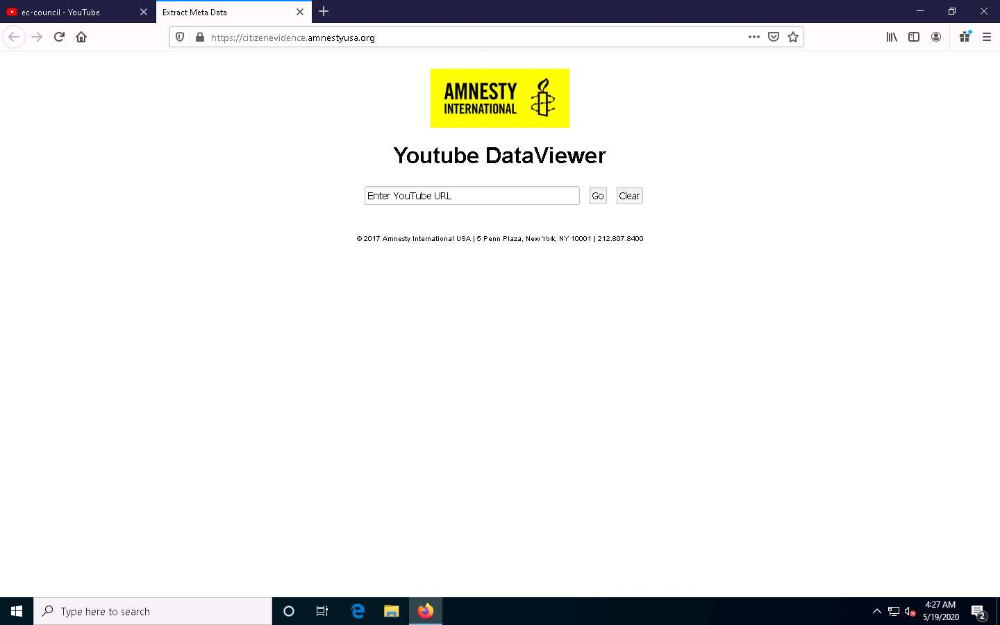 ec-council - YouTube
Extract Meta Data
https://citizenevidence.amnestyusa.org
AMNESTY
INTERNATIONAL
Youtube DataViewer
Enter YouTube URL Go Clear
© 2017 Amnesty International USA | 5 Penn Plaza, New York, NY 10001 | 212.807.8400
Type here to search
4:27 AM
5/19/2020
2